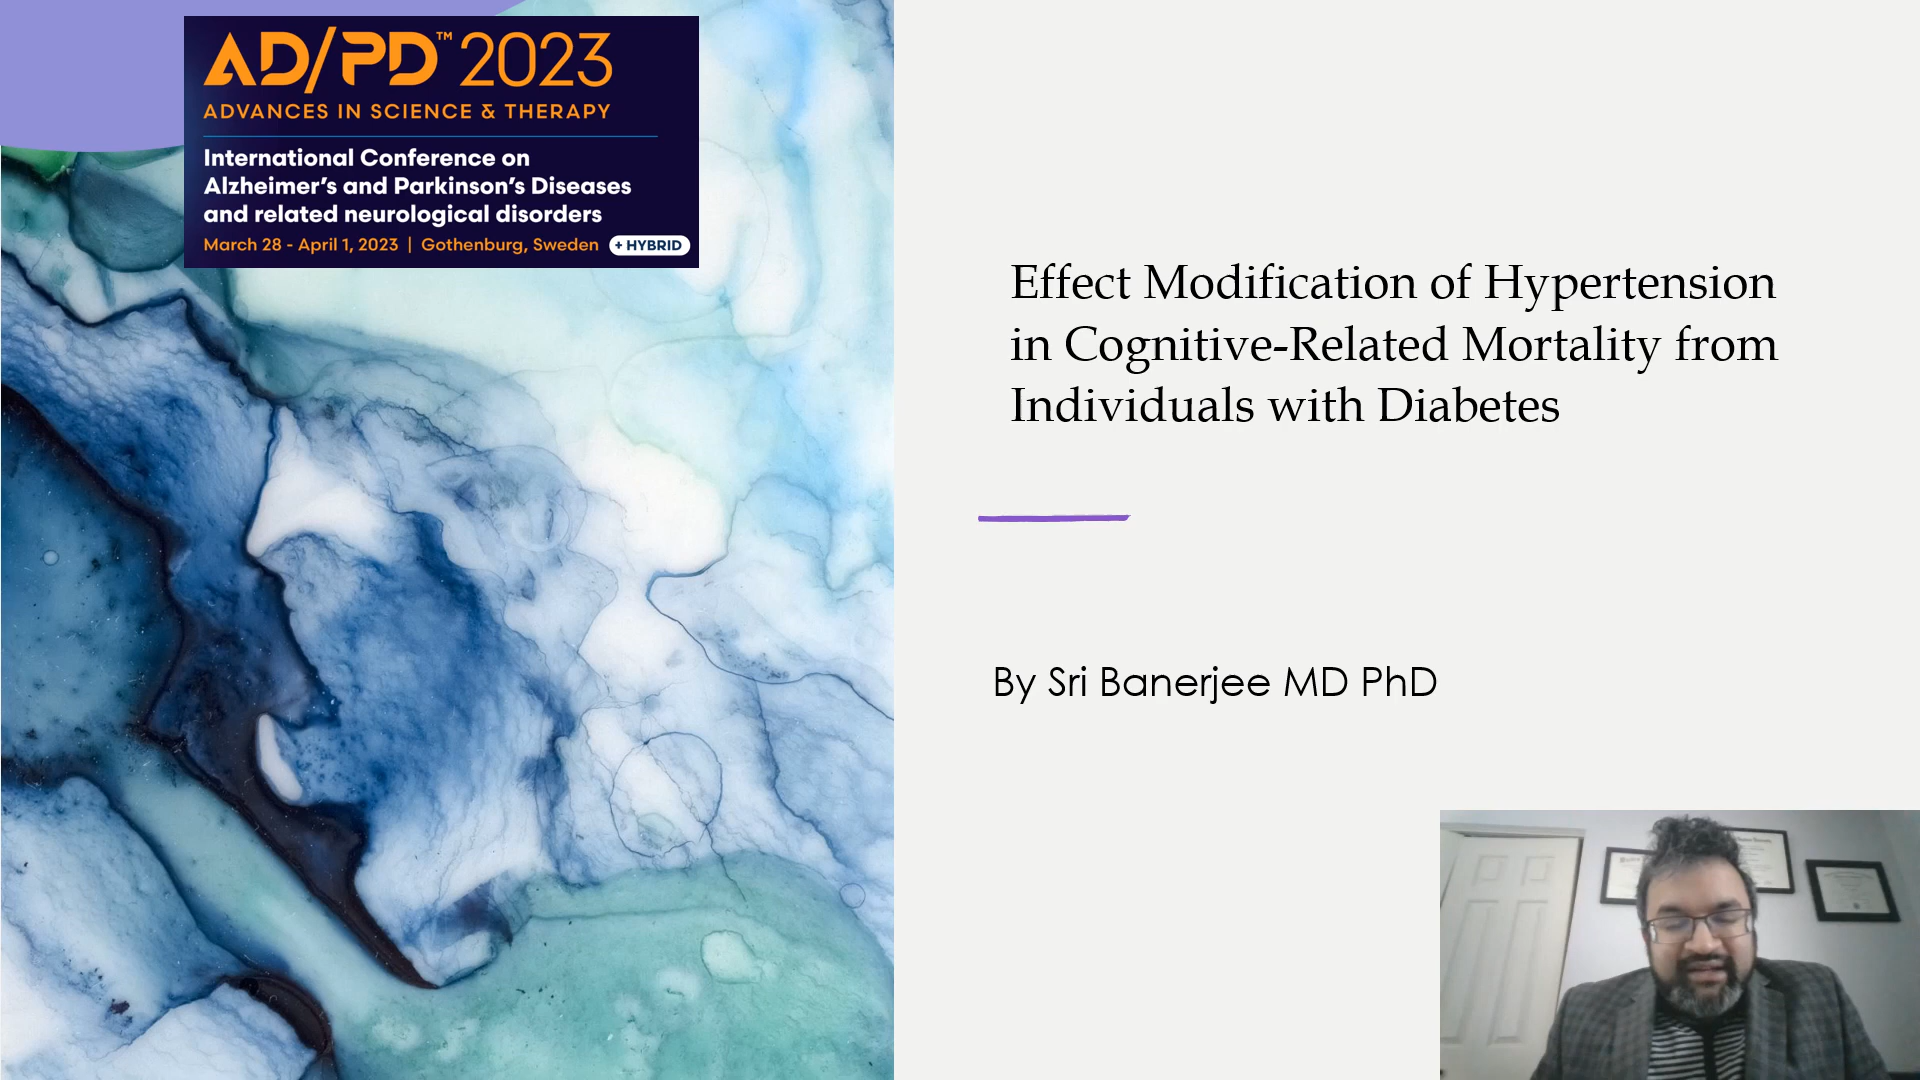 AD/PD™ 2023
ADVANCES IN SCIENCE & THERAPY
International Conference on
Alzheimer's and Parkinson's Diseases
and related neurological disorders
March 28 - April 1, 2023 | Gothenburg, Sweden + HYBRID
Effect Modification of Hypertension
in Cognitive-Related Mortality from
Individuals with Diabetes
By Sri Banerjee MD PhD